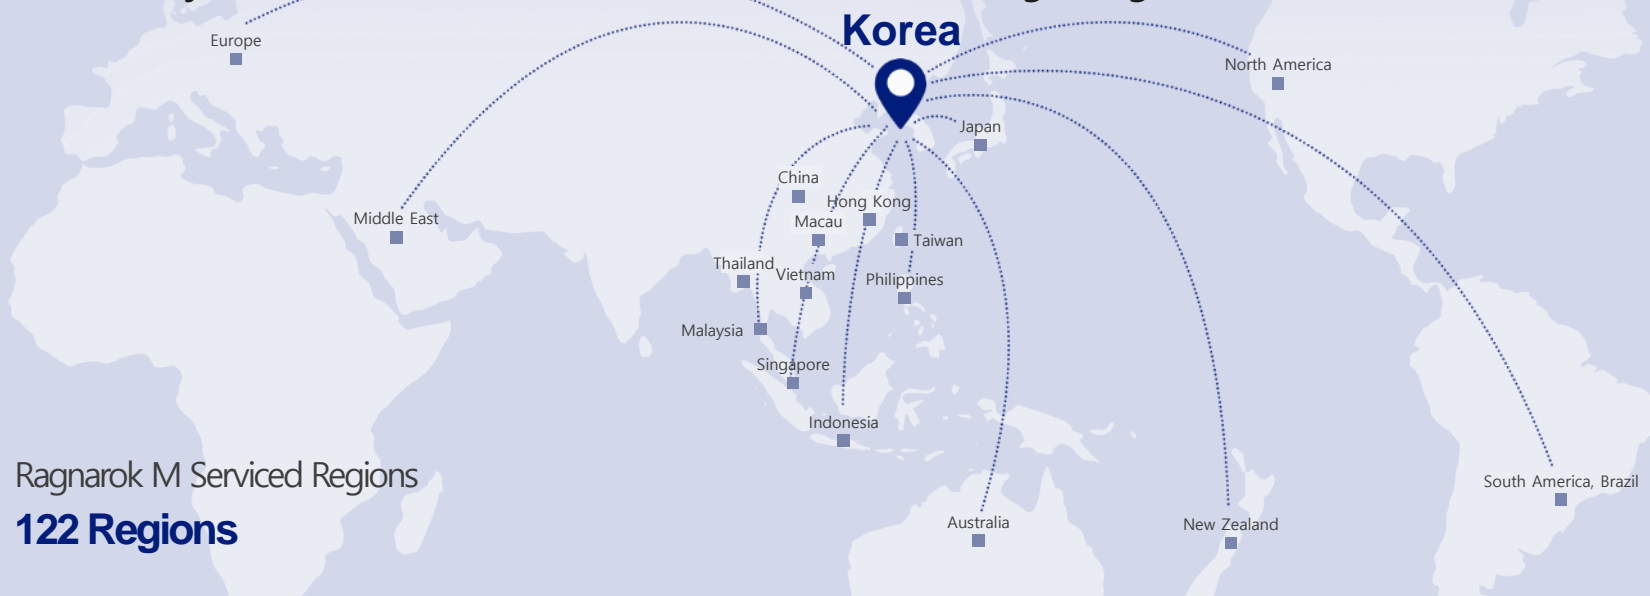 Korea
Europe
North America
Japan
China
Hong Kong
Middle East
Macau
Taiwan
Thailand
Vietnam
Philippines
Malaysia
Singapore
Indonesia
Ragnarok M Serviced Regions
122 Regions
South America, Brazil
Australia
New Zealand